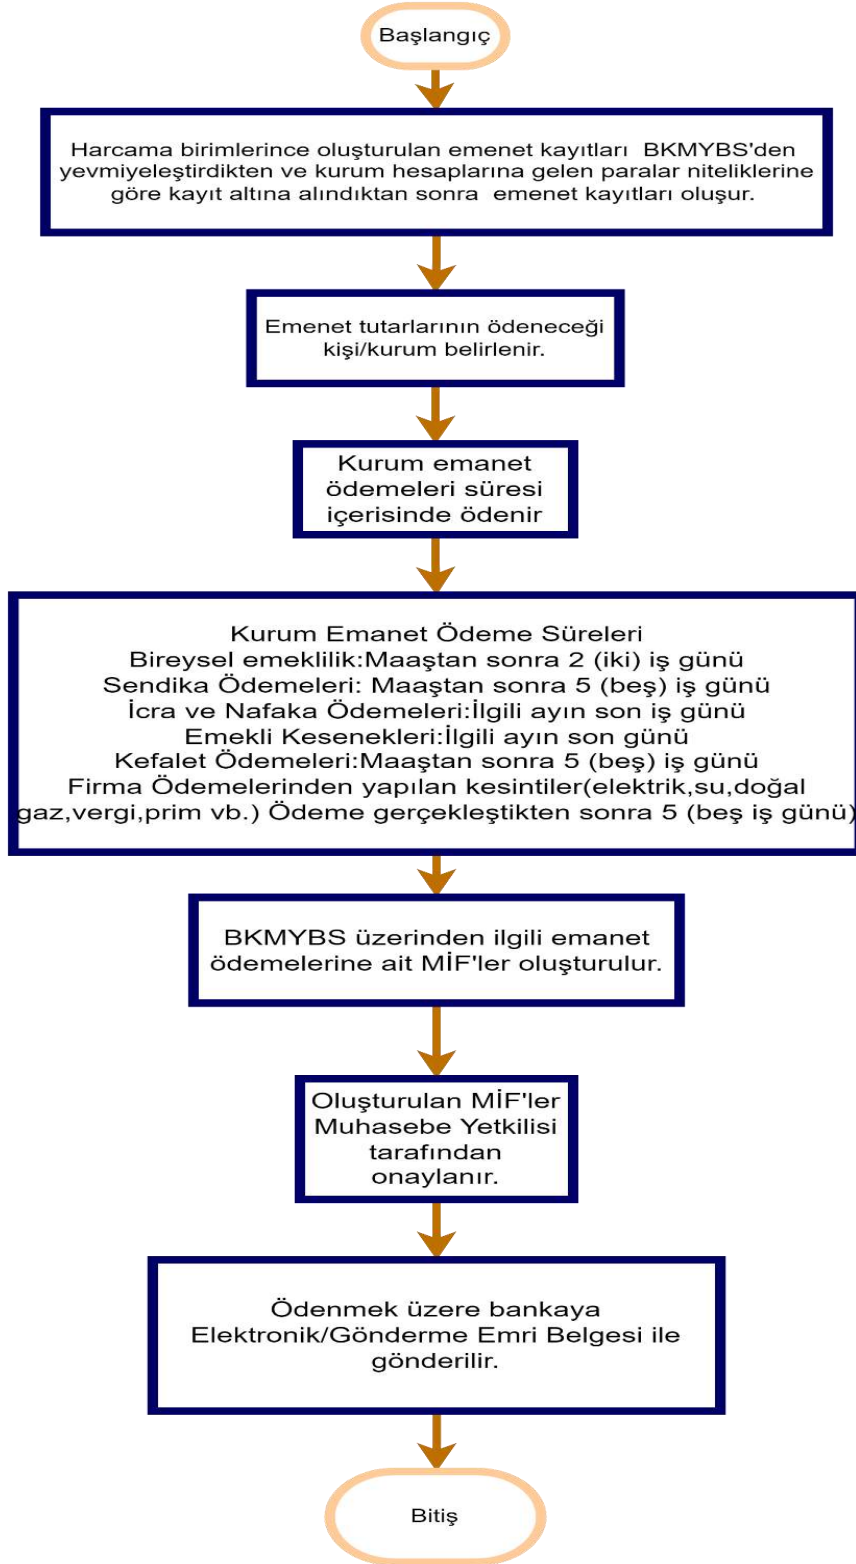 Başlangıç
Harcama birimlerince oluşturulan emenet kayıtları  BKMYBS'den
yevmiyeleştirdikten ve kurum hesaplarına gelen paralar niteliklerine
göre kayıt altına alındıktan sonra  emenet kayıtları oluşur.
Emenet tutarlarının ödeneceği
kişi/kurum belirlenir.
Kurum emanet
ödemeleri süresi
içerisinde ödenir
Kurum Emanet Ödeme Süreleri
Bireysel emeklilik:Maaştan sonra 2 (iki) iş günü
Sendika Ödemeleri: Maaştan sonra 5 (beş) iş günü
İcra ve Nafaka Ödemeleri:İlgili ayın son iş günü
Emekli Kesenekleri:İlgili ayın son günü
Kefalet Ödemeleri:Maaştan sonra 5 (beş) iş günü
Firma Ödemelerinden yapılan kesintiler(elektrik,su,doğal
gaz,vergi,prim vb.) Ödeme gerçekleştikten sonra 5 (beş iş günü)
BKMYBS üzerinden ilgili emanet
ödemelerine ait MİF'ler oluşturulur.
Oluşturulan MİF'ler
Muhasebe Yetkilisi
tarafından
onaylanır.
Ödenmek üzere bankaya
Elektronik/Gönderme Emri Belgesi ile
gönderilir.
Bitiş